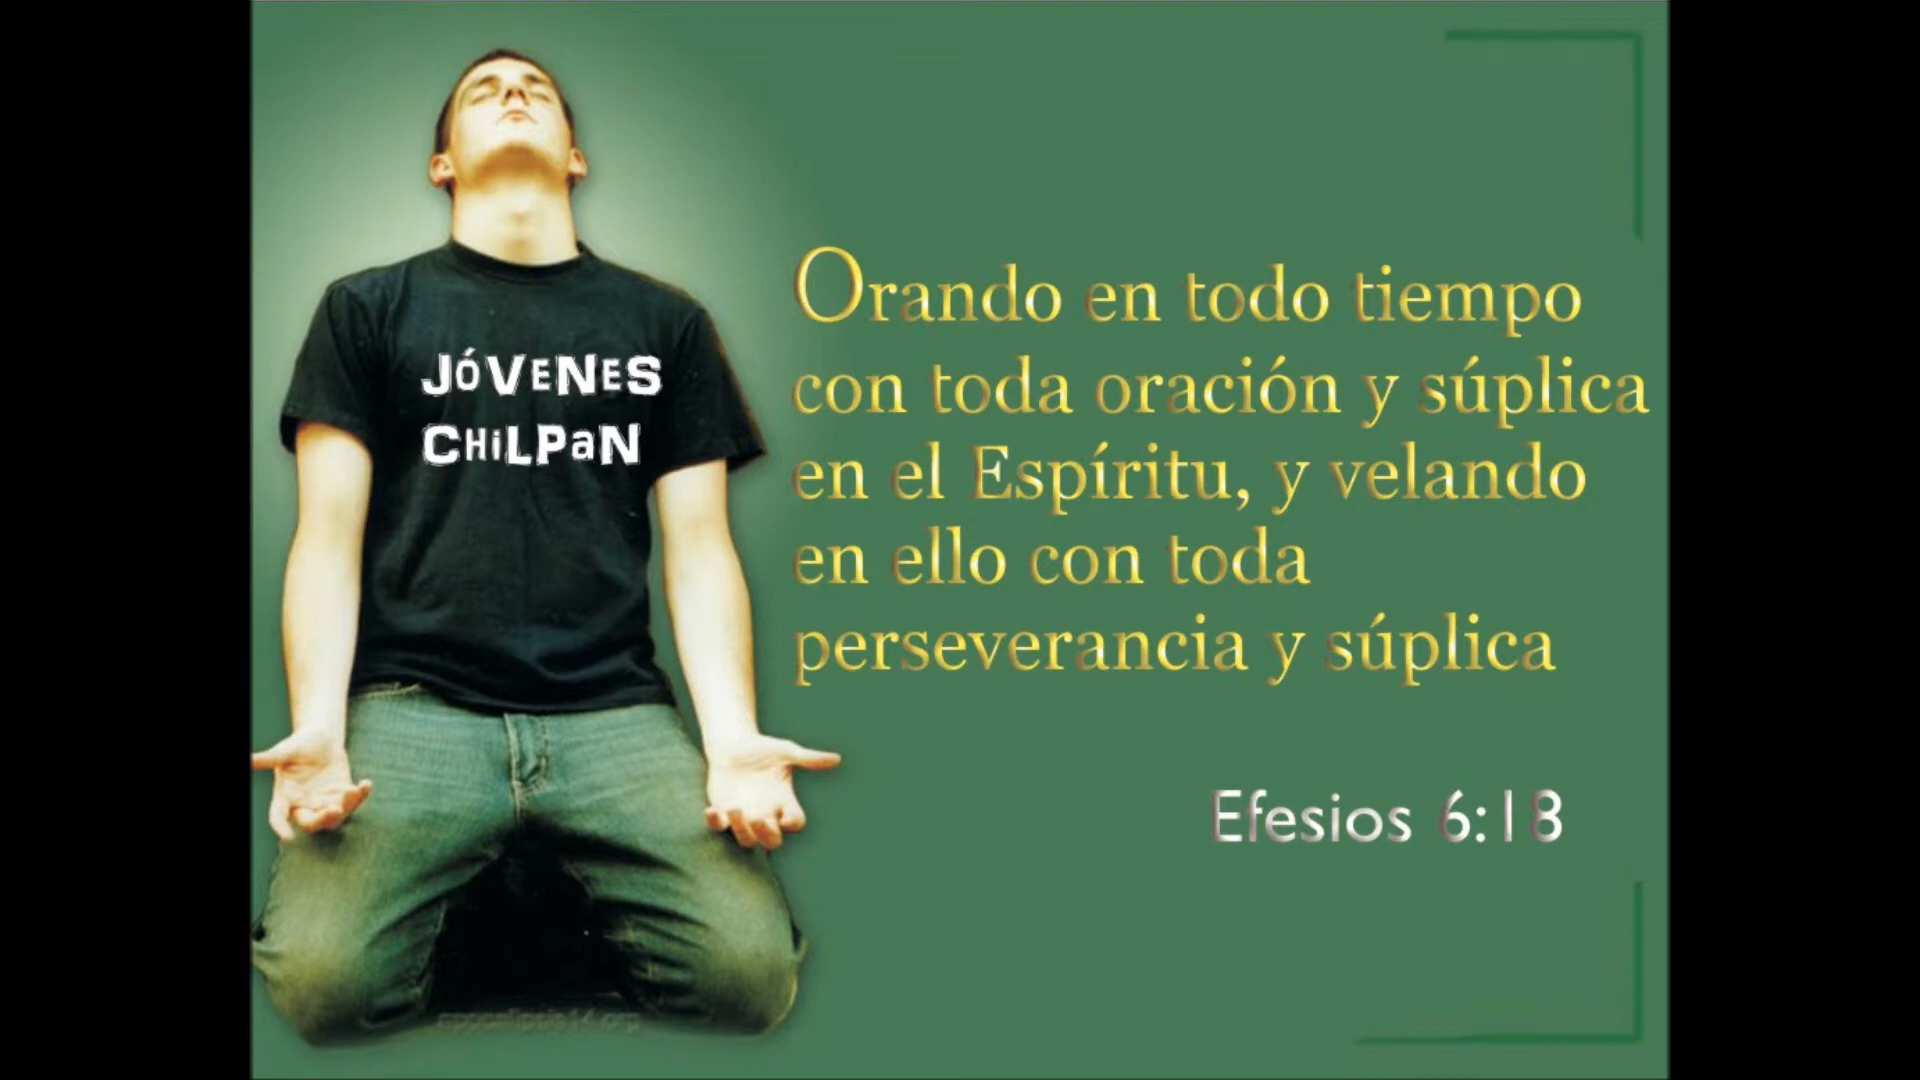 JÓVENES
CHiLPaN
Orando en todo tiempo
con toda oración y súplica
en el Espíritu, y velando
en ello con toda
perseverancia y súplica
Efesios 6:18